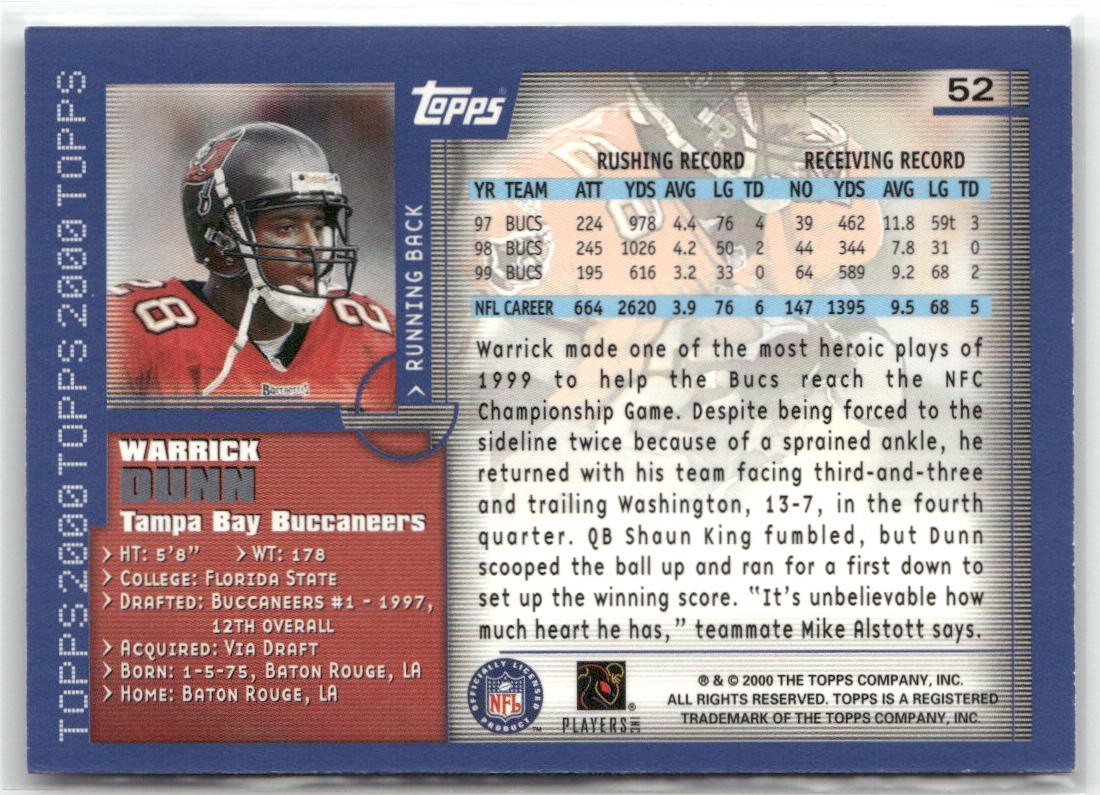 TOPPS 2000 TOPPS 2000 TOPPS
Topps
52
RUNNING BACK
28
2
BUCCANEERS
RUSHING RECORD RECEIVING RECORD
YR TEAM ATT YDS AVG LG TD NO YDS AVG LG TD
97 BUCS 224 978 4.4 76 4 39 462 11.8 59t 3
98 BUCS 245 1026 4.2 50 2 44 344 7.8 31 0
99 BUCS 195 616 3.2 33 0 64 589 9.2 68 2
NFL CAREER 664 2620 3.9 76 6 147 1395 9.5 68 5
Warrick made one of the most heroic plays of
1999 to help the Bucs reach the NFC
Championship Game. Despite being forced to the
sideline twice because of a sprained ankle, he
returned with his team facing third-and-three
and trailing Washington, 13-7, in the fourth
quarter. QB Shaun King fumbled, but Dunn
scooped the ball up and ran for a first down to
set up the winning score. "It's unbelievable how
much heart he has," teammate Mike Alstott says.
WARRICK
DUNN
Tampa Bay Buccaneers
> HT: 5'8" > WT: 178
> COLLEGE: FLORIDA STATE
> DRAFTED: BUCCANEERS #1 - 1997,
12TH OVERALL
> ACQUIRED: VIA DRAFT
> BORN: 1-5-75, BATON ROUGE, LA
> HOME: BATON ROUGE, LA
OFFICIALLY LICENSED
NFL
PRODUCT
™
PLAYERS INC
®
® & © 2000 THE TOPPS COMPANY, INC.
ALL RIGHTS RESERVED. TOPPS IS A REGISTERED
TRADEMARK OF THE TOPPS COMPANY, INC.